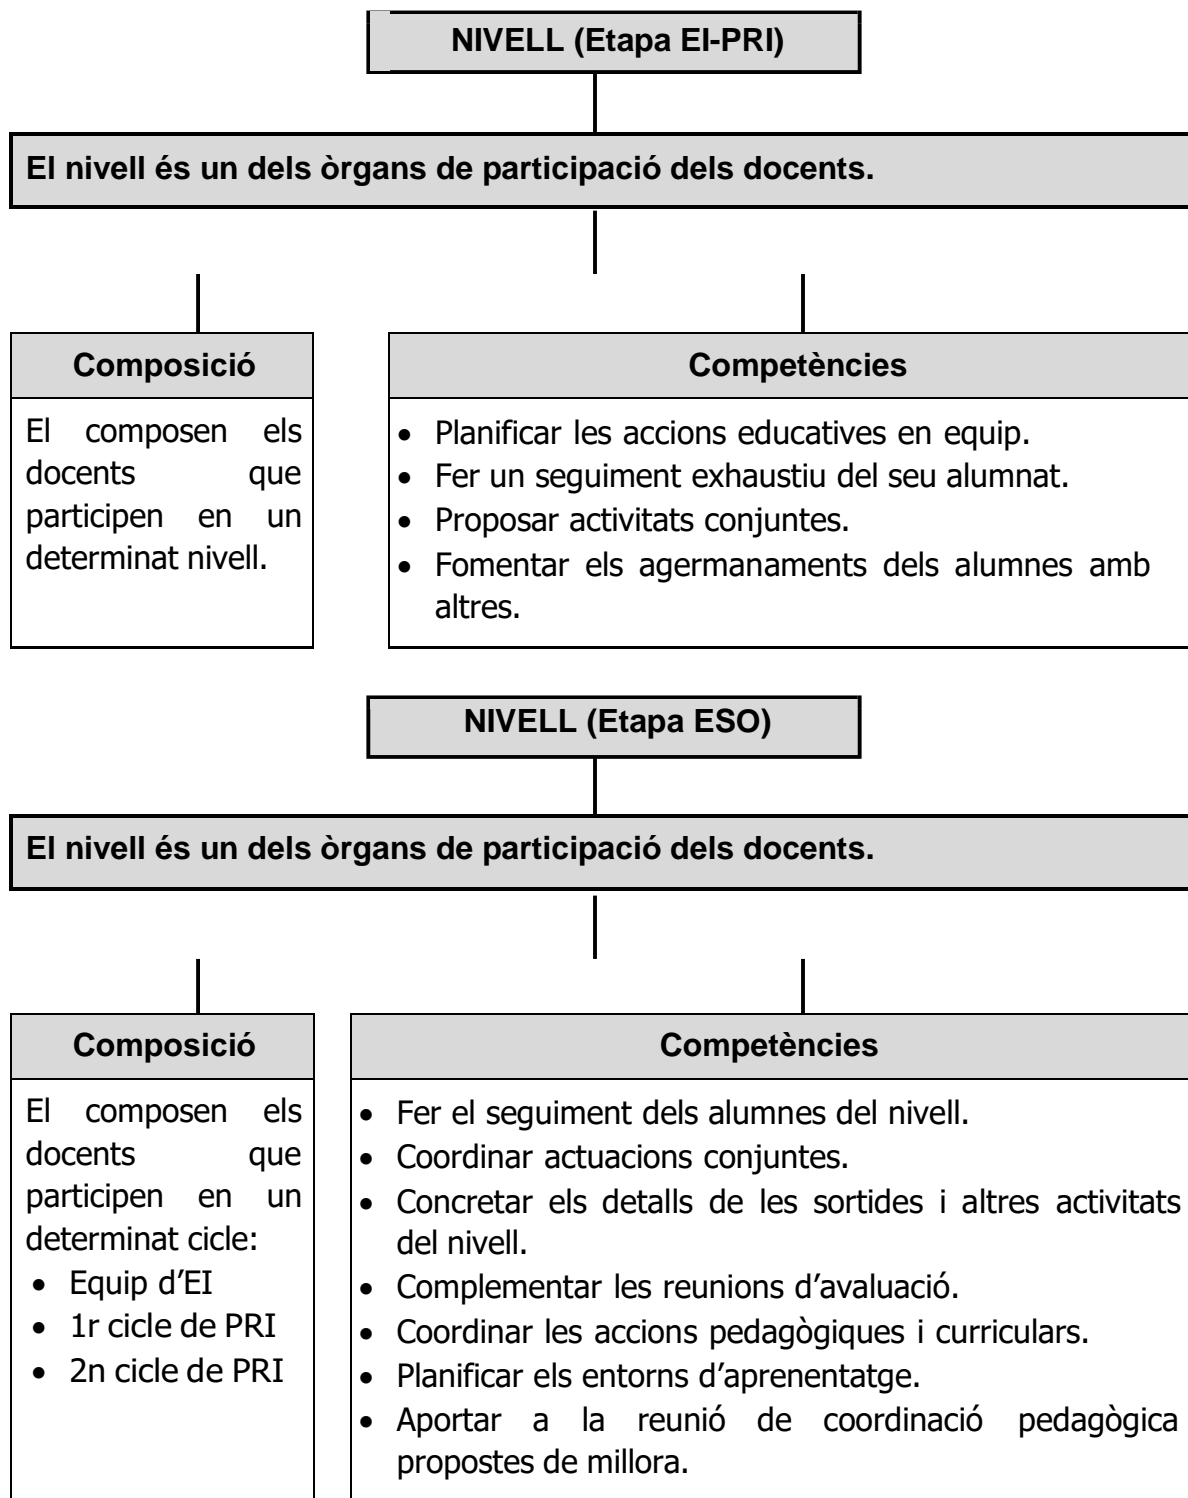 NIVELL (Etapa EI-PRI)
El nivell és un dels òrgans de participació dels docents.
Composició
El composen els
docents que
participen en un
determinat nivell.
Competències
• Planificar les accions educatives en equip.
• Fer un seguiment exhaustiu del seu alumnat.
• Proposar activitats conjuntes.
• Fomentar els agermanaments dels alumnes amb
altres.
NIVELL (Etapa ESO)
El nivell és un dels òrgans de participació dels docents.
Composició
El composen els
docents que
participen en un
determinat cicle:
• Equip d’EI
• 1r cicle de PRI
• 2n cicle de PRI
Competències
• Fer el seguiment dels alumnes del nivell.
• Coordinar actuacions conjuntes.
• Concretar els detalls de les sortides i altres activitats
del nivell.
• Complementar les reunions d’avaluació.
• Coordinar les accions pedagògiques i curriculars.
• Planificar els entorns d’aprenentatge.
• Aportar a la reunió de coordinació pedagògica
propostes de millora.